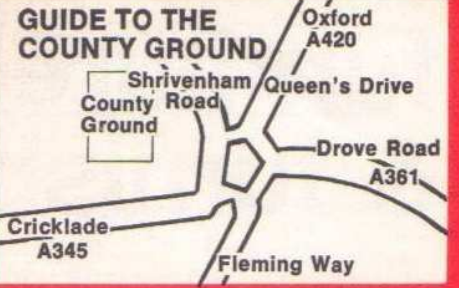 GUIDE TO THE
COUNTY GROUND
Oxford
A420
Shrivenham
Road
Queen's Drive
County
Ground
Drove Road
A361
Cricklade
A345
Fleming Way